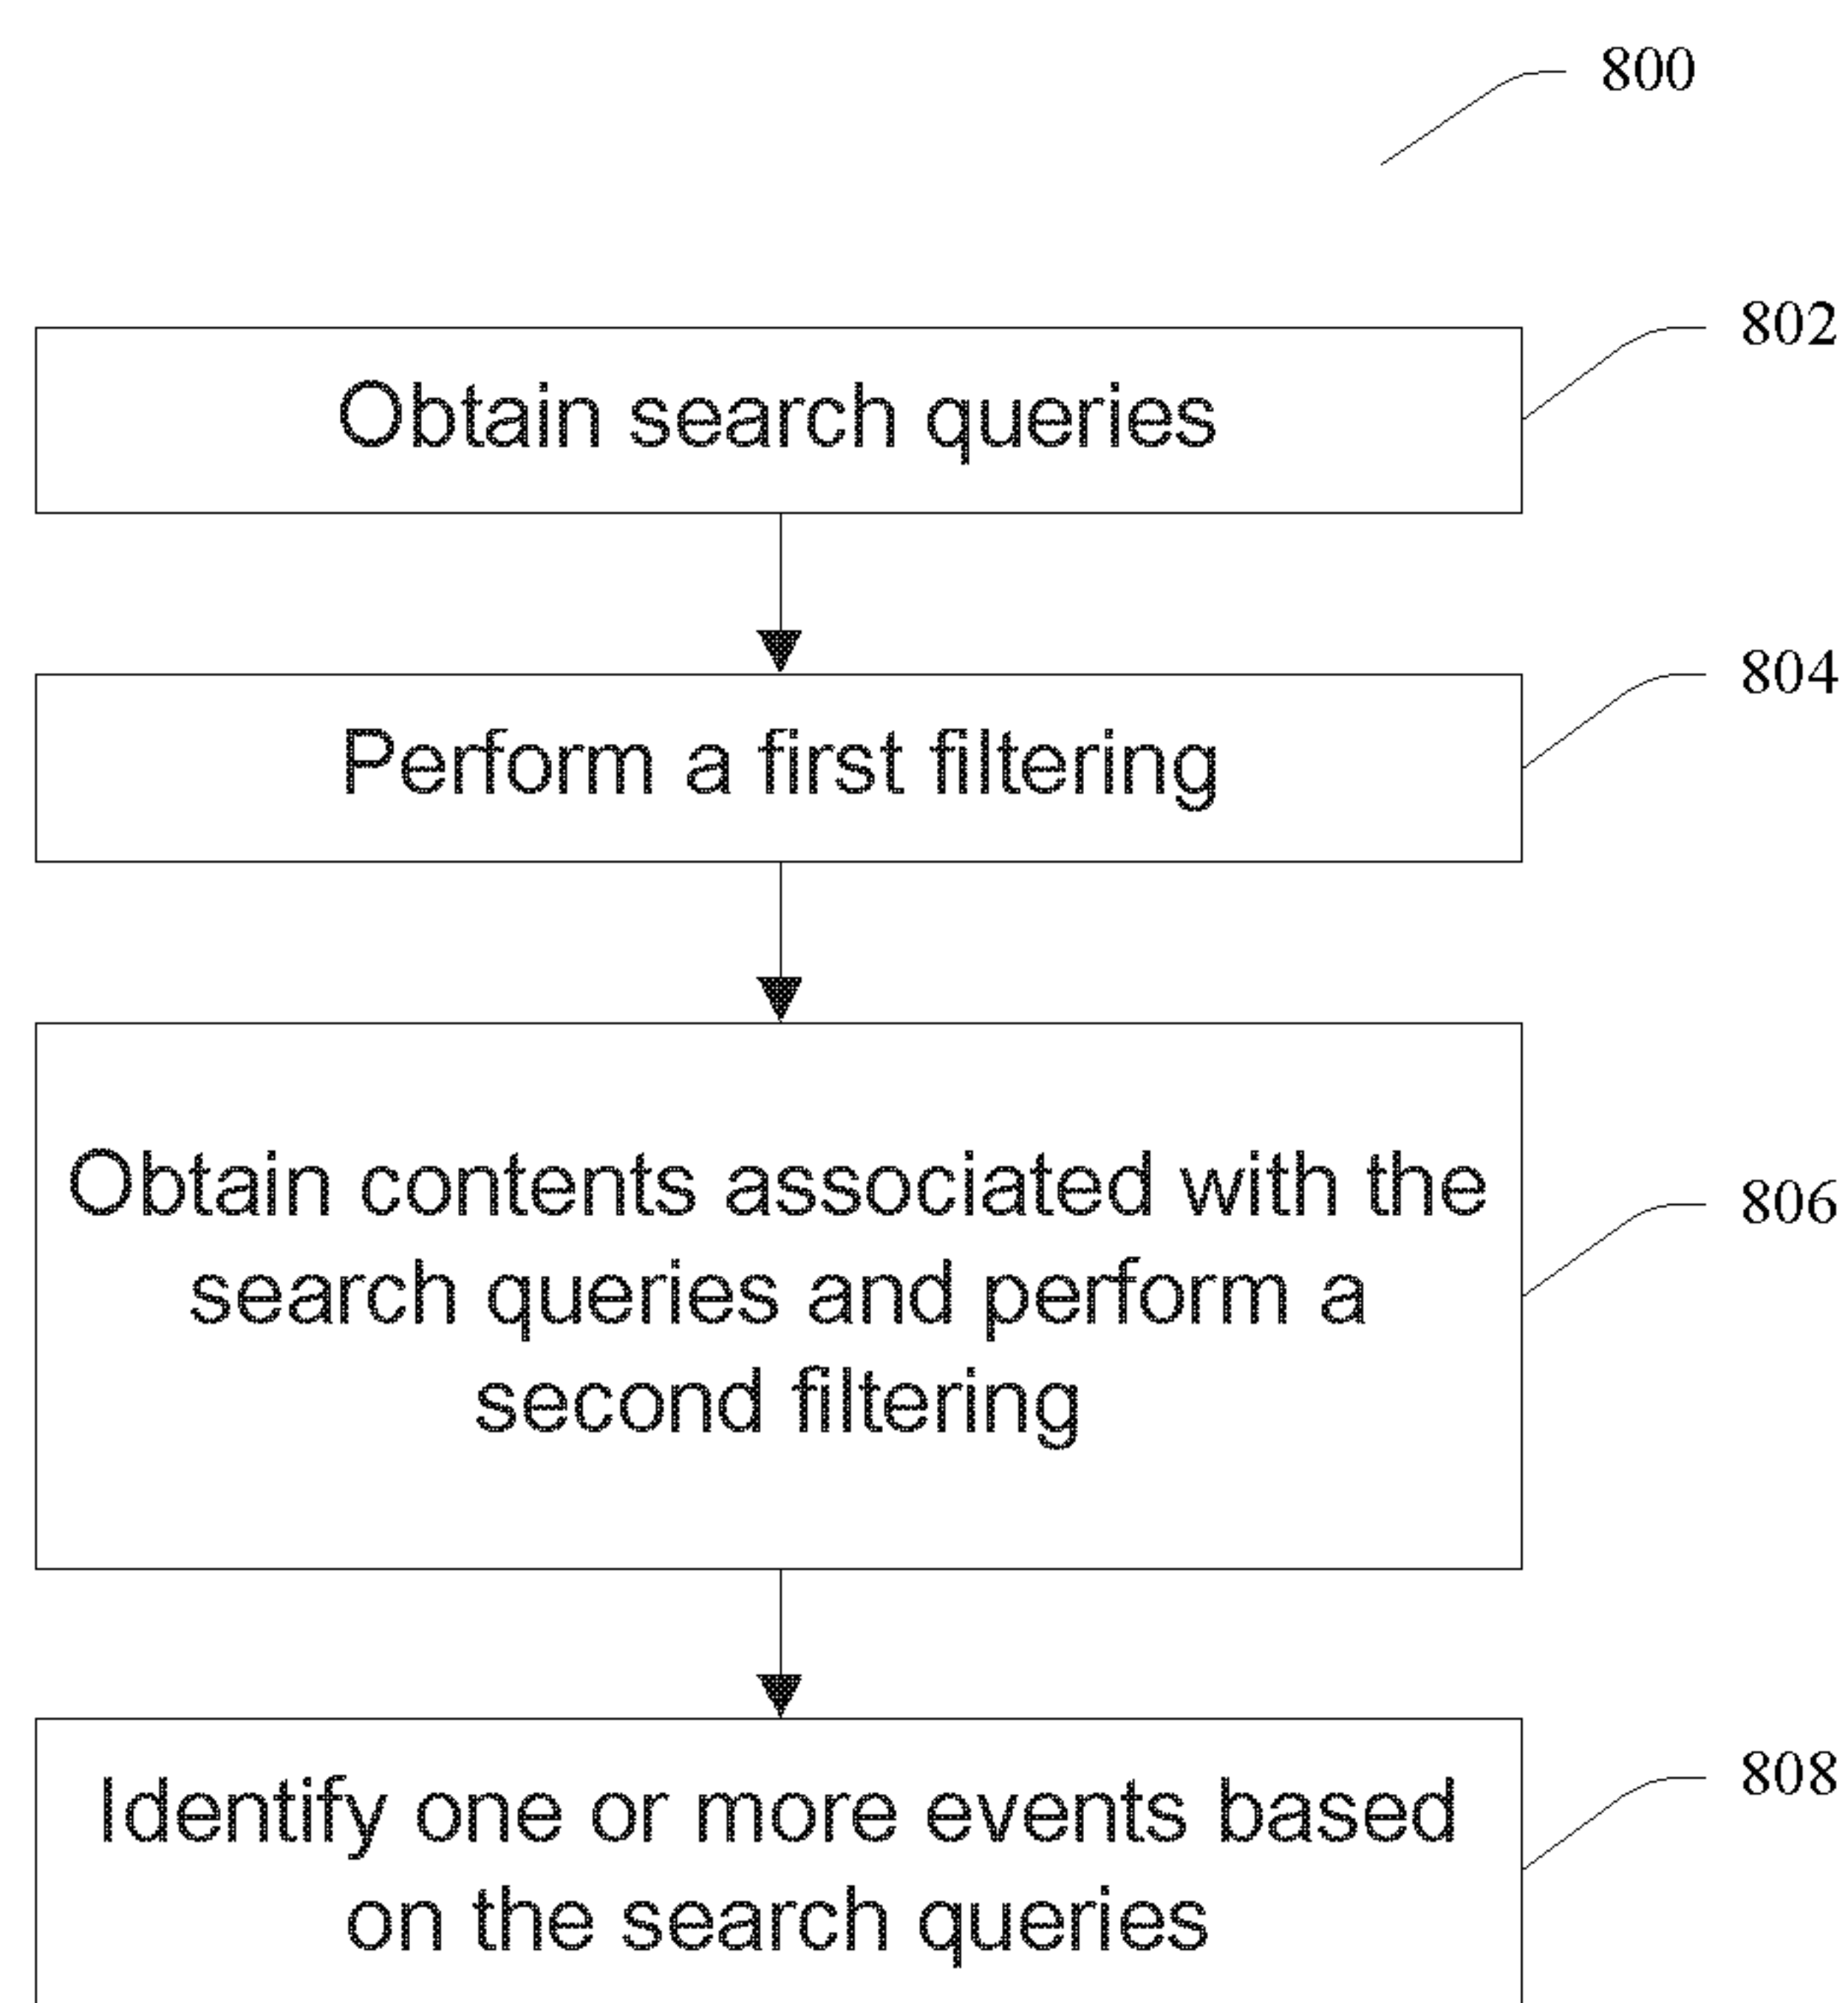 800
802
Obtain search queries
804
Perform a first filtering
Obtain contents associated with the
806
search queries and perform a
second filtering
808
Identify one or more events based
on the search queries